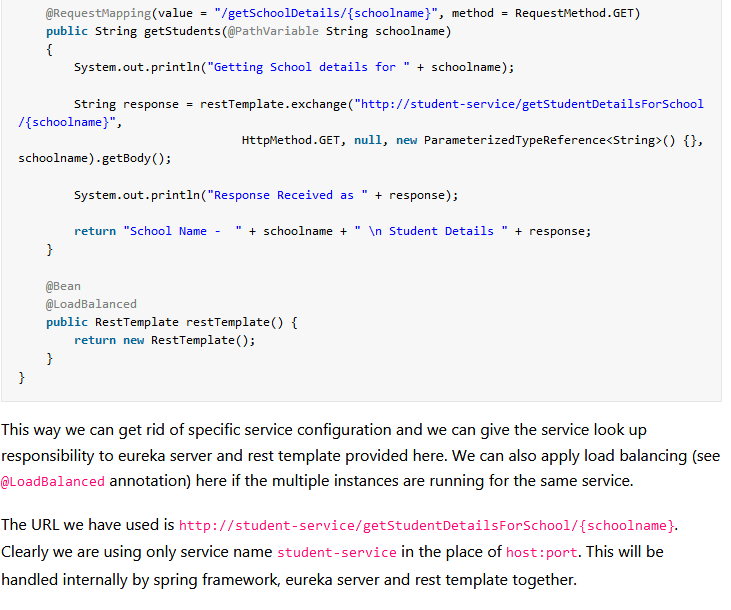 @RequestMapping(value = "/getSchoolDetails/{schoolname}", method = RequestMethod.GET)
public String getStudents(@PathVariable String schoolname)
{
System.out.println("Getting School details for " + schoolname);
String response = restTemplate.exchange("http://student-service/getStudentDetailsForSchool
/{schoolname}",
HttpMethod.GET, null, new ParameterizedTypeReference<String>() {},
schoolname).getBody();
System.out.println("Response Received as " + response);
return "School Name -  " + schoolname + " \n Student Details " + response;
}
@Bean
@LoadBalanced
public RestTemplate restTemplate() {
return new RestTemplate();
}
}
This way we can get rid of specific service configuration and we can give the service look up
responsibility to eureka server and rest template provided here. We can also apply load balancing (see
@LoadBalanced annotation) here if the multiple instances are running for the same service.
The URL we have used is http://student-service/getStudentDetailsForSchool/{schoolname}.
Clearly we are using only service name student-service in the place of host:port. This will be
handled internally by spring framework, eureka server and rest template together.